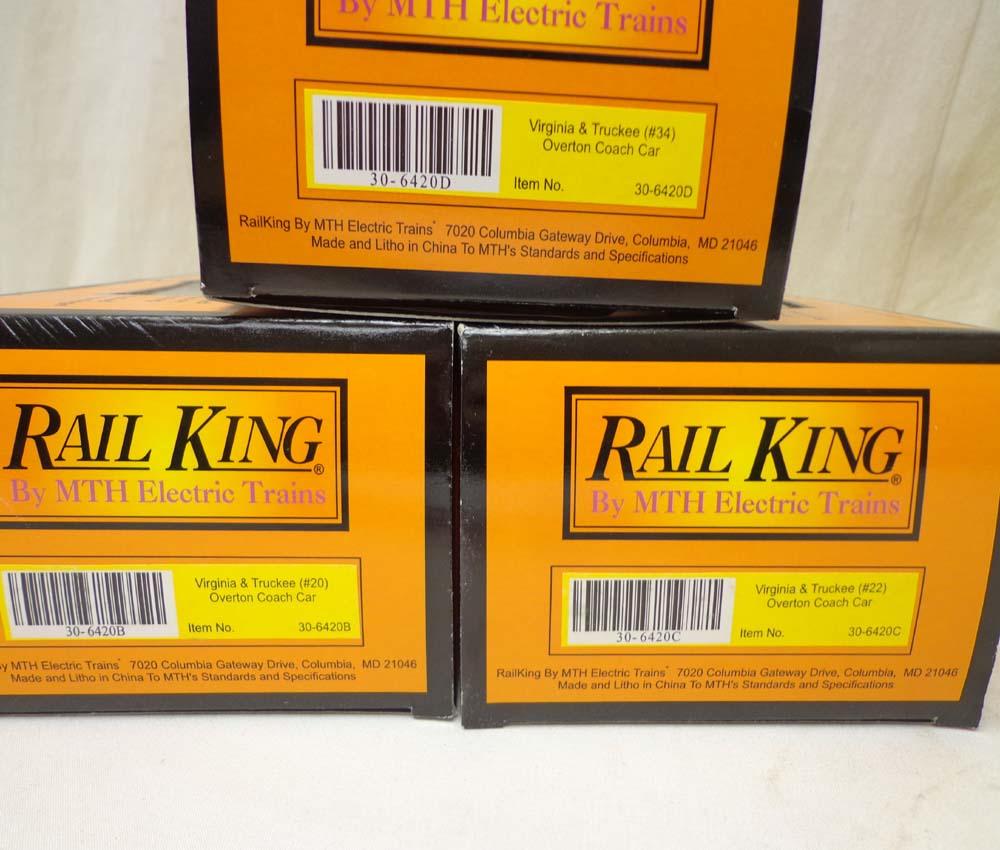 By MTH Electric Trains
30-6420D
Virginia & Truckee (#34)
Overton Coach Car
Item No. 30-6420D
RailKing By MTH Electric Trains* 7020 Columbia Gateway Drive, Columbia, MD 21046
Made and Litho in China To MTH's Standards and Specifications
RAIL KING®
By MTH Electric Trains
30-6420B
Virginia & Truckee (#20)
Overton Coach Car
Item No. 30-6420B
By MTH Electric Trains* 7020 Columbia Gateway Drive, Columbia, MD 21046
Made and Litho in China To MTH's Standards and Specifications
RAIL KING®
By MTH Electric Trains
30-6420C
Virginia & Truckee (#22)
Overton Coach Car
Item No. 30-6420C
RailKing By MTH Electric Trains* 7020 Columbia Gateway Drive, Columbia, MD 21046
Made and Litho in China To MTH's Standards and Specifications